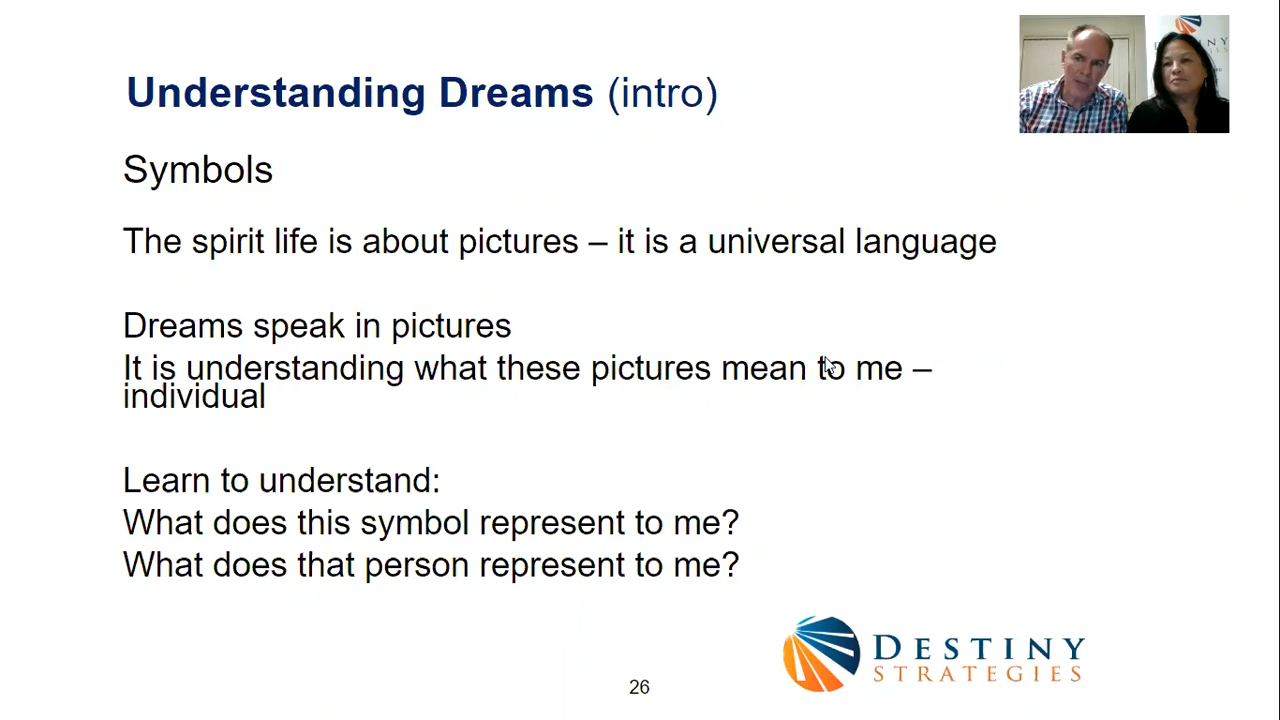 Understanding Dreams (intro)
Symbols
The spirit life is about pictures – it is a universal language
Dreams speak in pictures
It is understanding what these pictures mean to me –
individual
Learn to understand:
What does this symbol represent to me?
What does that person represent to me?
DESTINY
STRATEGIES
26